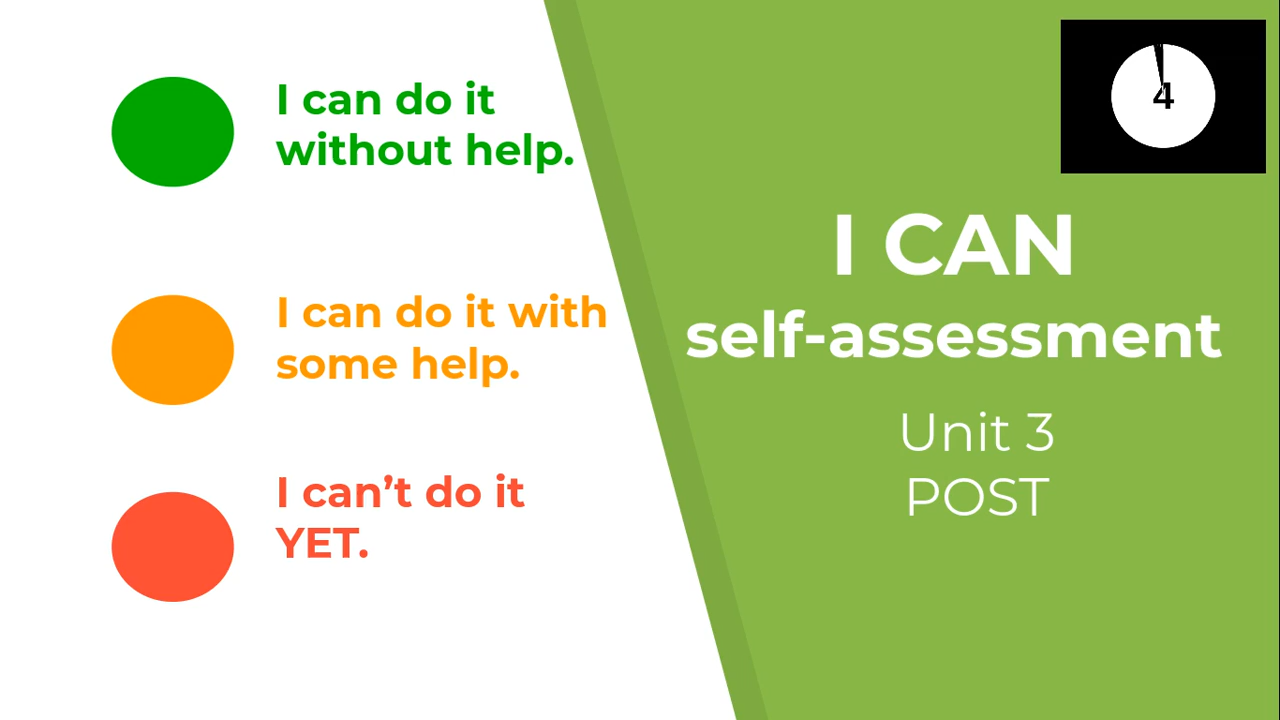 I can do it
without help.
I can do it with
some help.
I can't do it
YET.
4
I CAN
self-assessment
Unit 3
POST